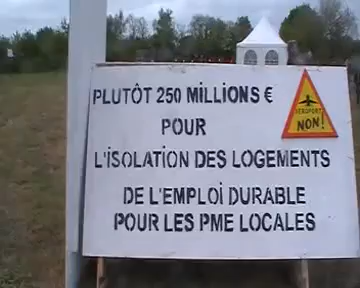 PLUTÔT 250 MILLIONS €
POUR
L'ISOLATION DES LOGEMENTS
DE L'EMPLOI DURABLE
POUR LES PME LOCALES
AÉROPORT
NON!